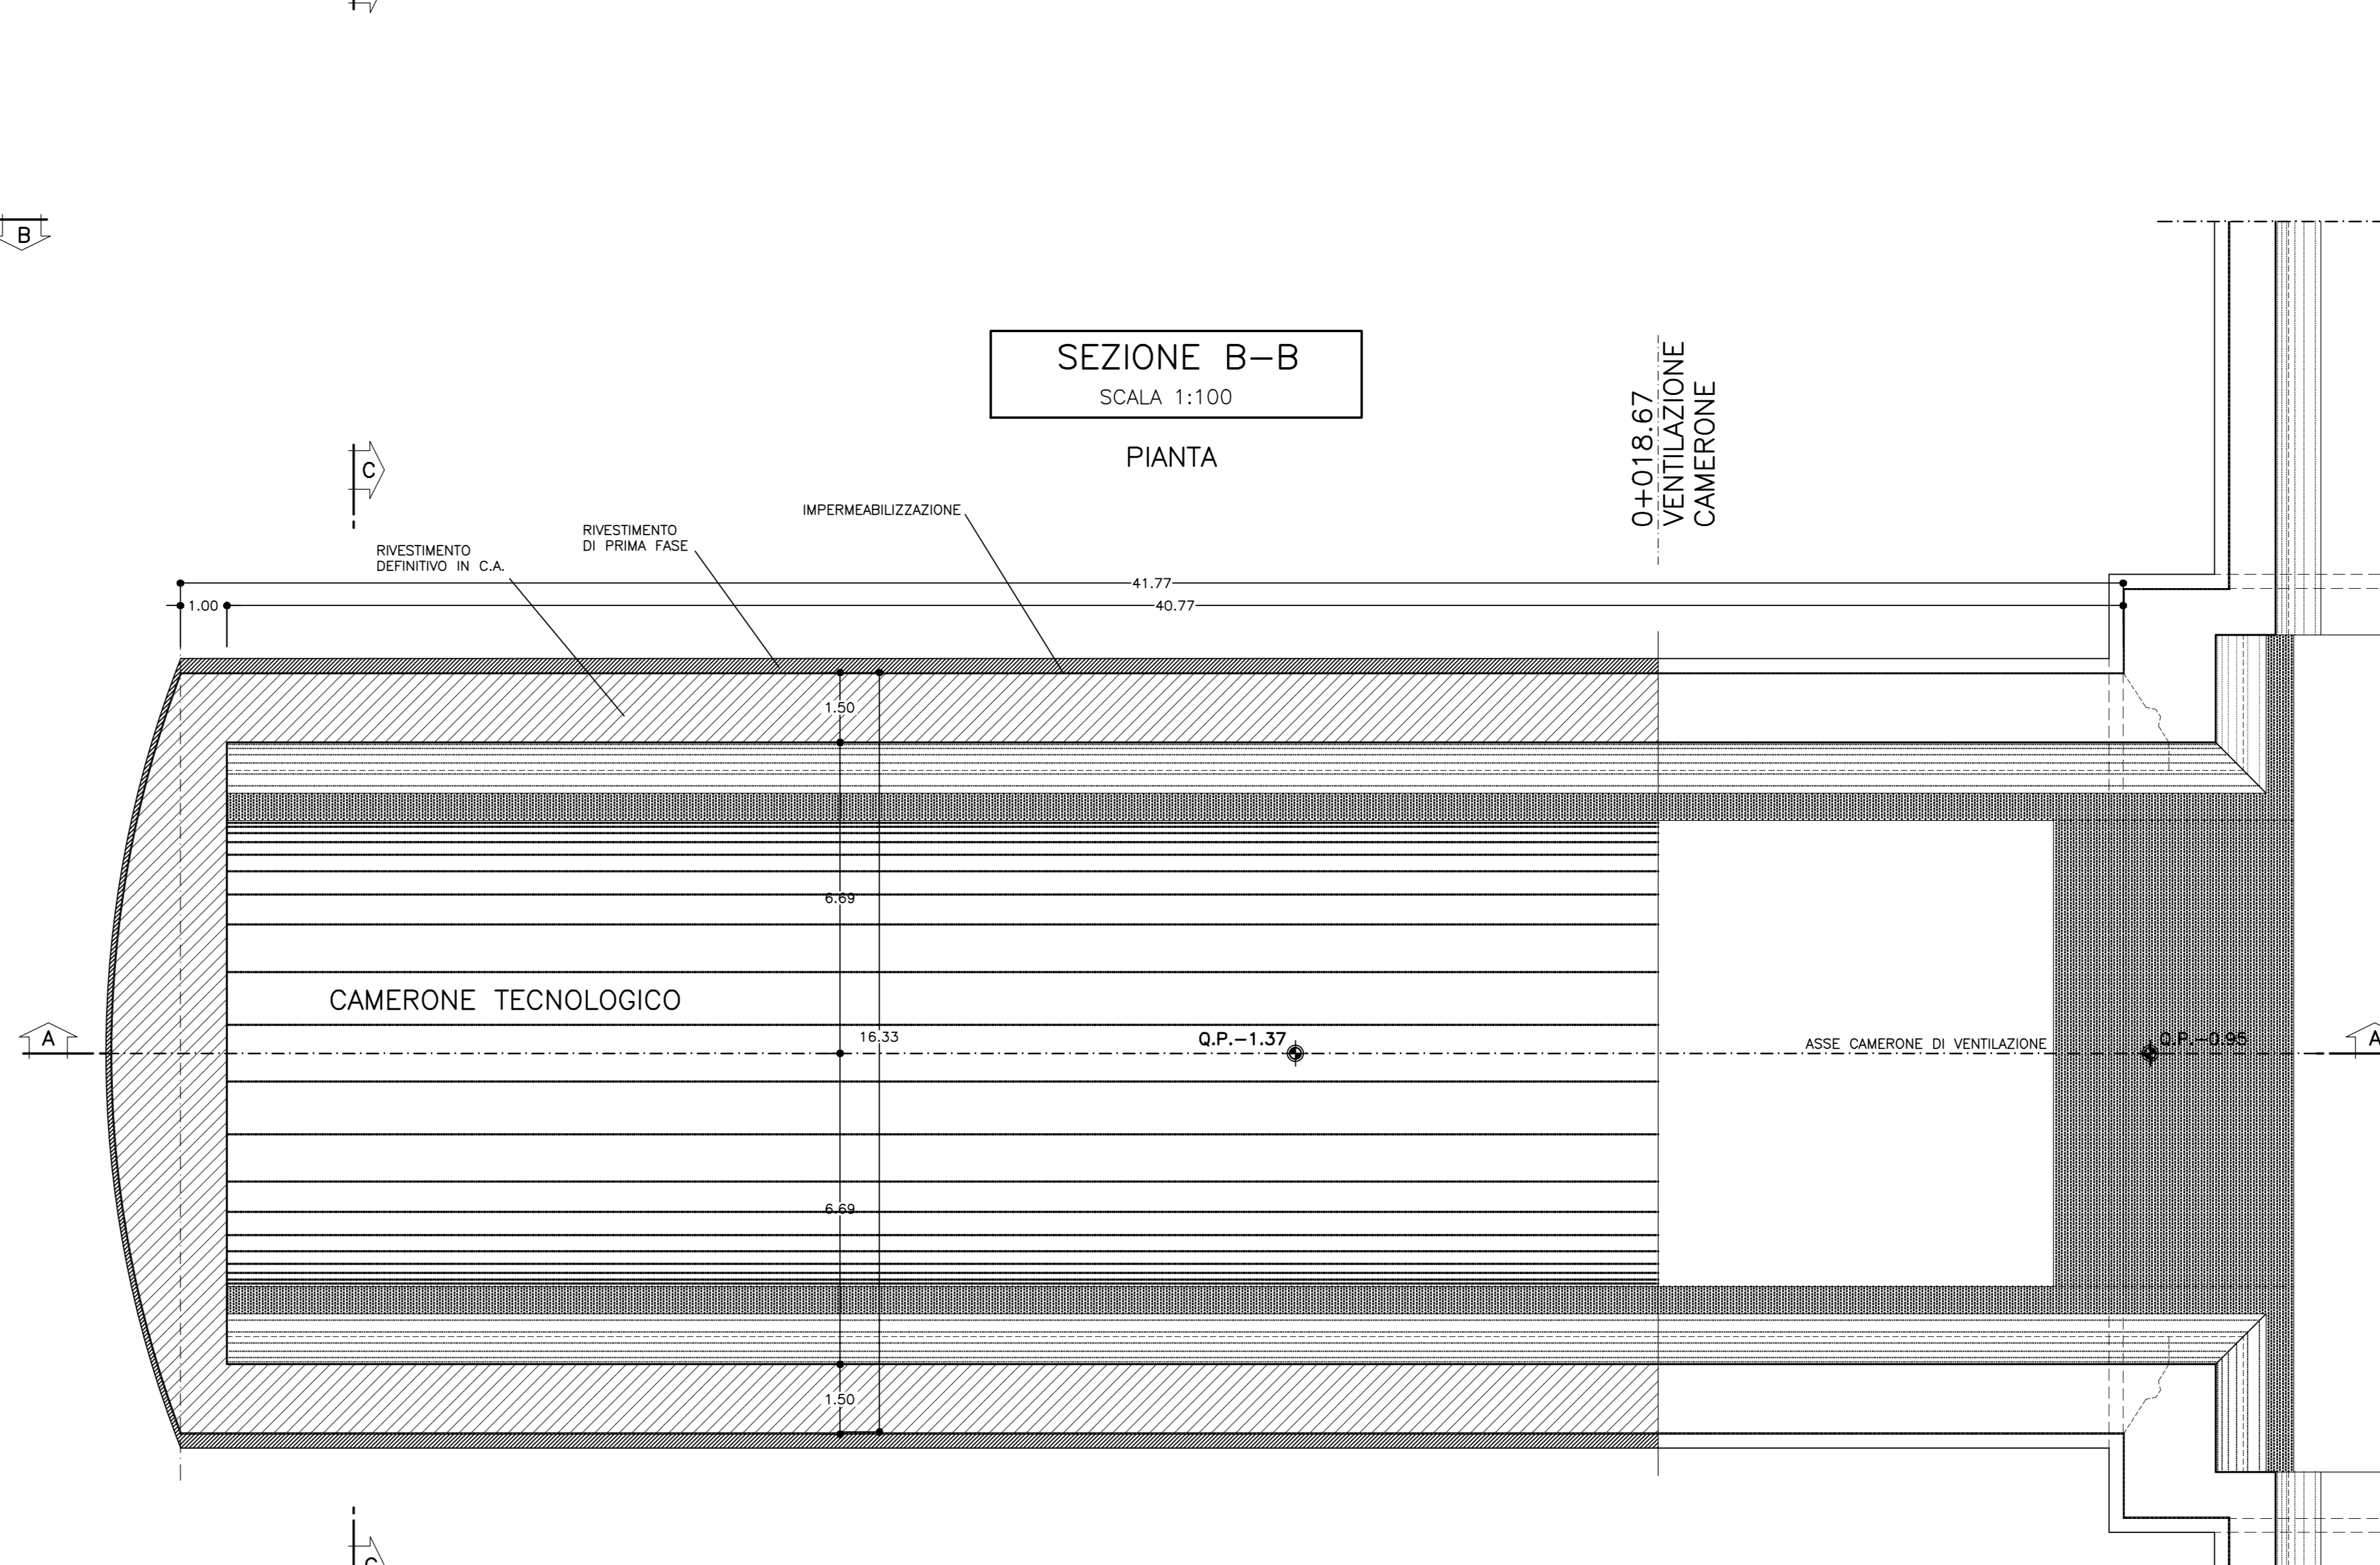 B
SEZIONE B-B
SCALA 1:100
PIANTA
0+018.67
VENTILAZIONE
CAMERONE
C
IMPERMEABILIZZAZIONE
RIVESTIMENTO
DI PRIMA FASE
RIVESTIMENTO
DEFINITIVO IN C.A.
41.77
1.00
40.77
1.50
6.69
CAMERONE TECNOLOGICO
16.33
Q.P.-1.37
ASSE CAMERONE DI VENTILAZIONE
Q.P.-0.95
A
A
6.69
1.50
C